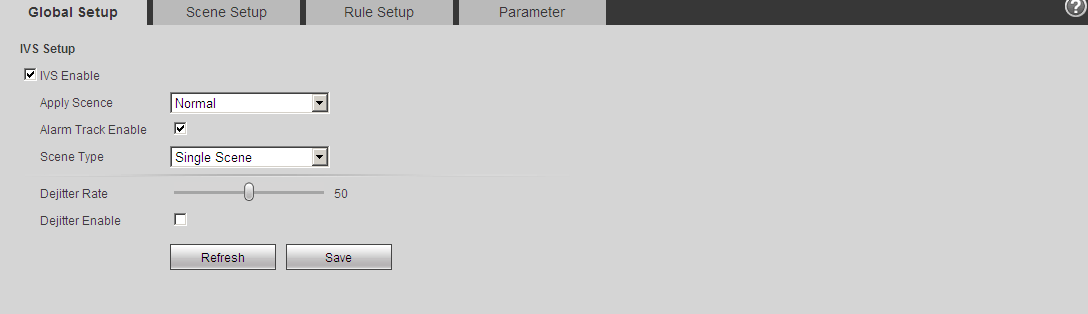 Global Setup Scene Setup Rule Setup Parameter ?
IVS Setup
IVS Enable
Apply Scence Normal
Alarm Track Enable
Scene Type Single Scene
Dejitter Rate 50
Dejitter Enable
Refresh Save